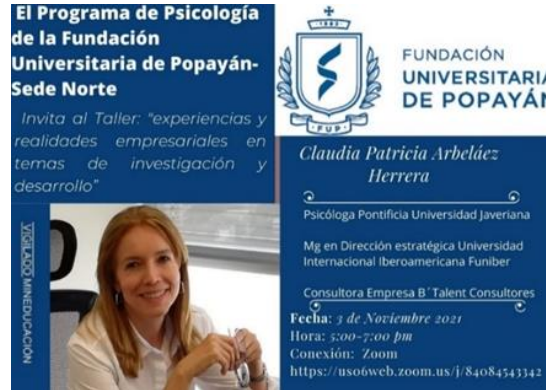 El Programa de Psicología
de la Fundación
Universitaria de Popayán-
Sede Norte
Invita al Taller: "experiencias y
realidades empresariales en
temas de investigación y
desarrollo"
VIGILADO MINEDUCACIÓN
FUP
FUNDACIÓN
UNIVERSITARIA
DE POPAYÁN
Claudia Patricia Arbeláez
Herrera
Psicóloga Pontificia Universidad Javeriana
Mg en Dirección estratégica Universidad
Internacional Iberoamericana Funiber
Consultora Empresa B´Talent Consultores
Fecha: 3 de Noviembre 2021
Hora: 5:00-7:00 pm
Conexión: Zoom
https://us06web.zoom.us/j/84084543342